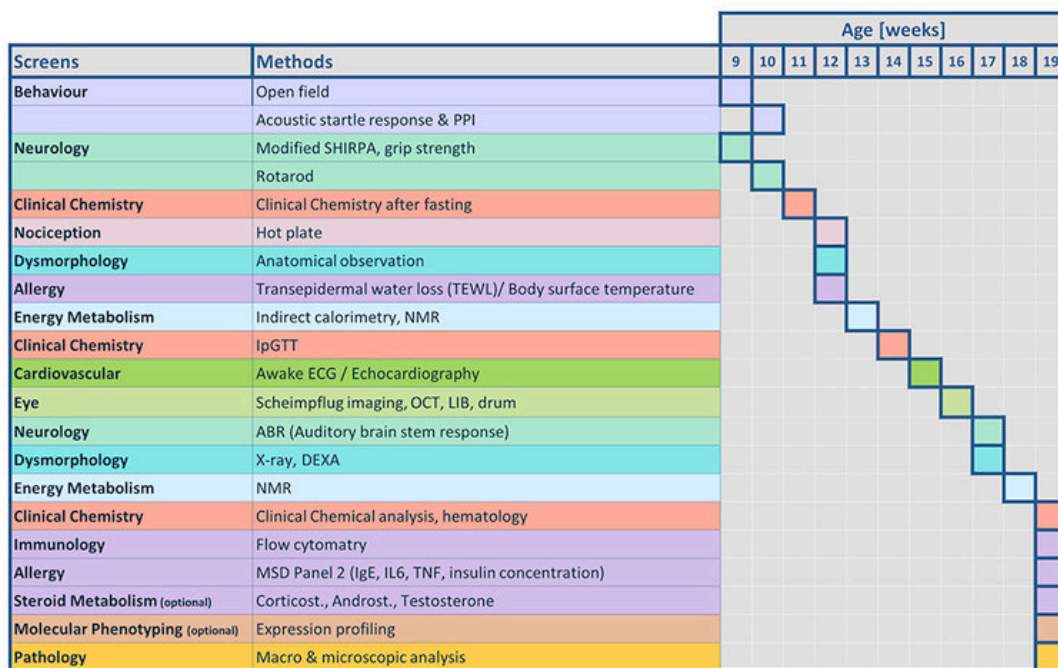 Age [weeks]
Screens Methods 9 10 11 12 13 14 15 16 17 18 19
Behaviour Open field
Acoustic startle response & PPI
Neurology Modified SHIRPA, grip strength
Rotarod
Clinical Chemistry Clinical Chemistry after fasting
Nociception Hot plate
Dysmorphology Anatomical observation
Allergy Transepidermal water loss (TEWL)/ Body surface temperature
Energy Metabolism Indirect calorimetry, NMR
Clinical Chemistry IpGTT
Cardiovascular Awake ECG / Echocardiography
Eye Scheimpflug imaging, OCT, LIB, drum
Neurology ABR (Auditory brain stem response)
Dysmorphology X-ray, DEXA
Energy Metabolism NMR
Clinical Chemistry Clinical Chemical analysis, hematology
Immunology Flow cytomatry
Allergy MSD Panel 2 (IgE, IL6, TNF, insulin concentration)
Steroid Metabolism (optional) Corticost., Androst., Testosterone
Molecular Phenotyping (optional) Expression profiling
Pathology Macro & microscopic analysis